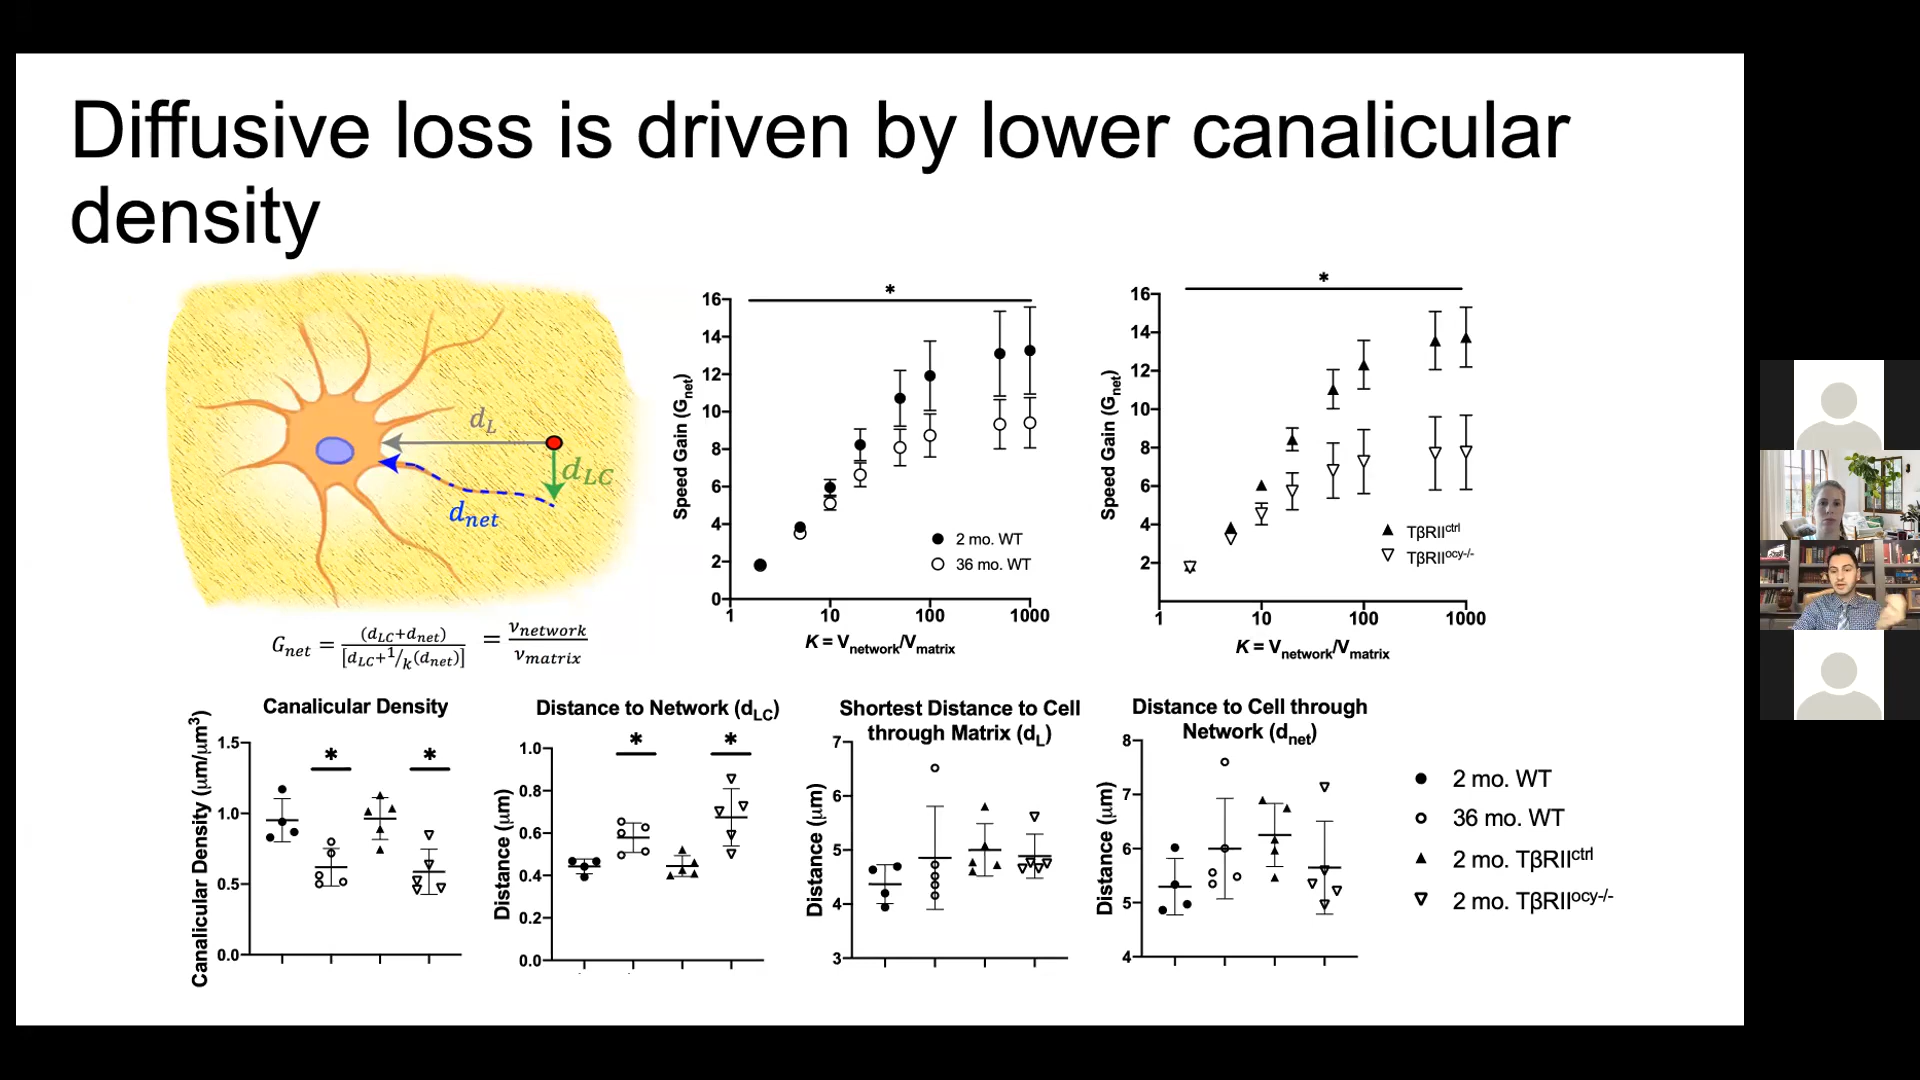 Diffusive loss is driven by lower canalicular
density
d_L
d_LC
d_net
G_net = (d_LC+d_net) / [d_LC+1/k(d_net)] = v_network / v_matrix
*
16
14
12
10
8
6
4
2
0
Speed Gain (G_net)
2 mo. WT
36 mo. WT
1 10 100 1000
K = V_network/V_matrix
*
16
14
12
10
8
6
4
2
Speed Gain (G_net)
TβRII^ctrl
TβRII^ocy-/-
1 10 100 1000
K = V_network/V_matrix
Canalicular Density
Canalicular Density (μm/μm³)
1.5
1.0
0.5
0.0
* *
Distance to Network (d_LC)
Distance (μm)
1.0
0.8
0.6
0.4
0.2
0.0
* *
Shortest Distance to Cell
through Matrix (d_L)
Distance (μm)
7
6
5
4
3
Distance to Cell through
Network (d_net)
Distance (μm)
8
7
6
5
4
2 mo. WT
36 mo. WT
2 mo. TβRII^ctrl
2 mo. TβRII^ocy-/-